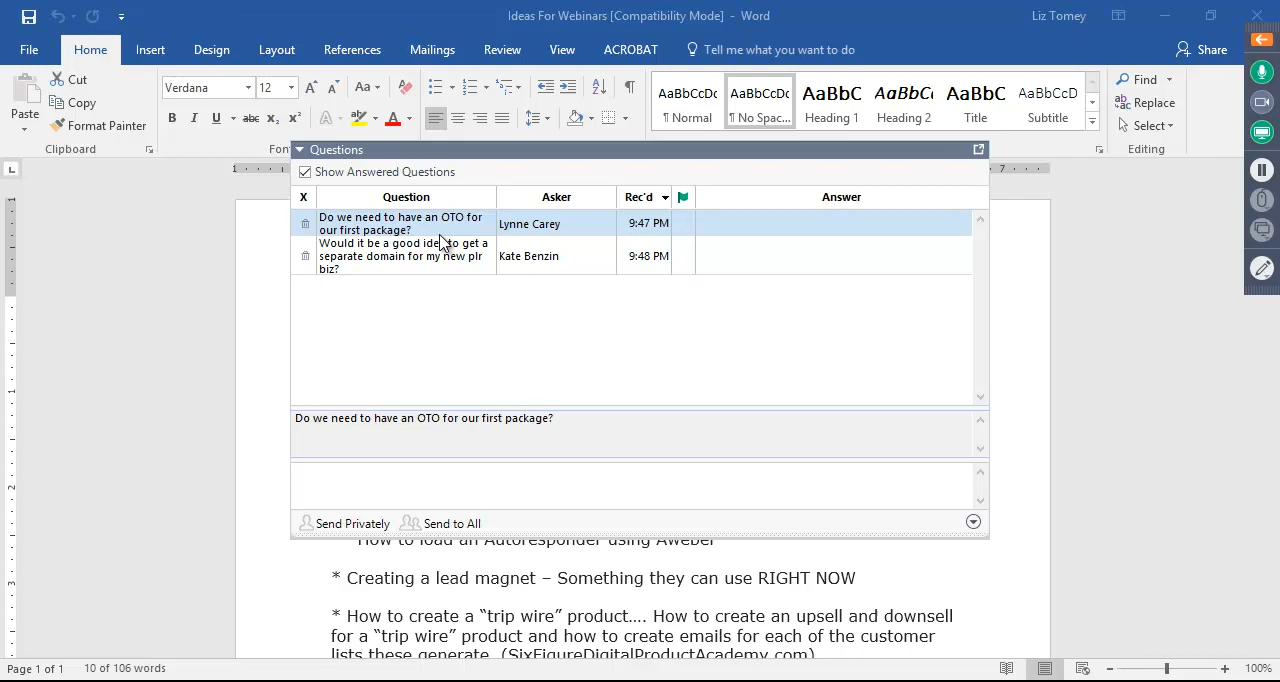 Ideas For Webinars [Compatibility Mode] - Word
Liz Tomey
File Home Insert Design Layout References Mailings Review View ACROBAT Tell me what you want to do Share
Cut
Copy
Format Painter
Paste
Clipboard
Verdana 12
Aa
B I U abc X₂ X²
A A
Fon
AaBbCcDc AaBbCcDc AaBbC AaBbC AaBbC AaBbCcD
¶ Normal ¶ No Spac... Heading 1 Heading 2 Title Subtitle
Find
Replace
Select
Editing
Questions
Show Answered Questions
X Question Asker Rec'd Answer
Do we need to have an OTO for
our first package?
Lynne Carey 9:47 PM
Would it be a good idea to get a
separate domain for my new plr
biz?
Kate Benzin 9:48 PM
Do we need to have an OTO for our first package?
Send Privately Send to All
How to load an Autoresponder using Aweber
* Creating a lead magnet – Something they can use RIGHT NOW
* How to create a “trip wire” product…. How to create an upsell and downsell
for a “trip wire” product and how to create emails for each of the customer
lists these generate (SixFigureDigitalProductAcademy.com)
Page 1 of 1 10 of 106 words
100%